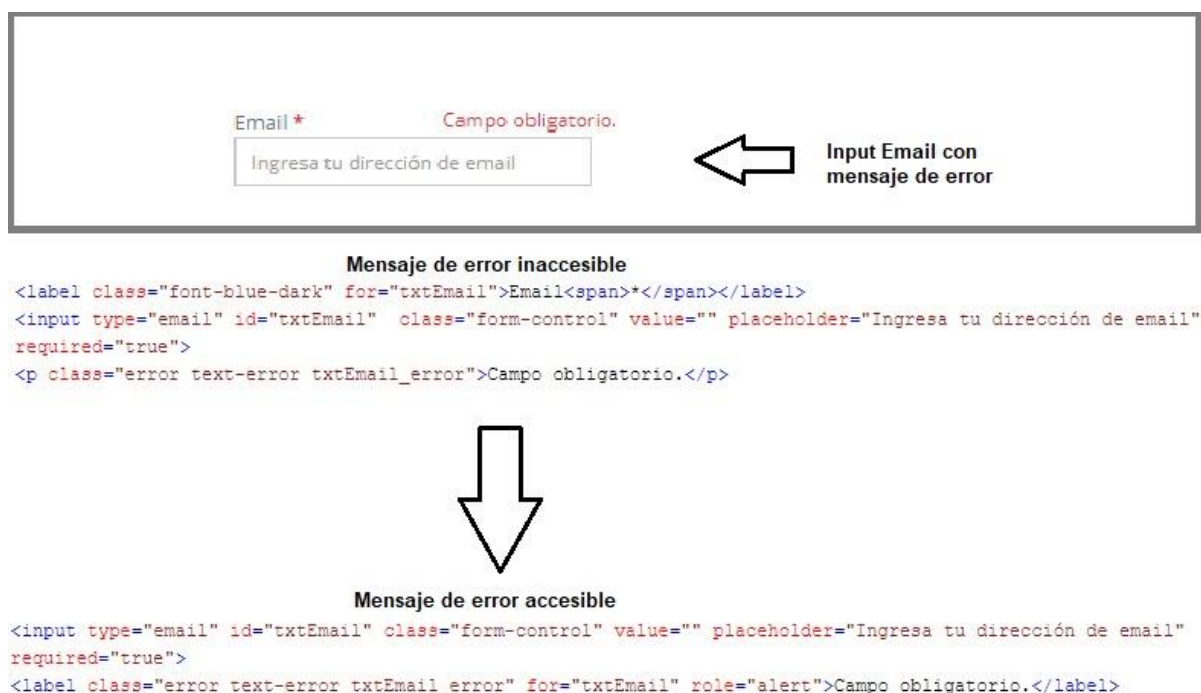 Email * Campo obligatorio.
Ingresa tu dirección de email
Input Email con
mensaje de error
Mensaje de error inaccesible
<label class="font-blue-dark" for="txtEmail">Email<span>*</span></label>
<input type="email" id="txtEmail"  class="form-control" value="" placeholder="Ingresa tu dirección de email"
required="true">
<p class="error text-error txtEmail_error">Campo obligatorio.</p>
Mensaje de error accesible
<input type="email" id="txtEmail" class="form-control" value="" placeholder="Ingresa tu dirección de email"
required="true">
<label class="error text-error txtEmail_error" for="txtEmail" role="alert">Campo obligatorio.</label>